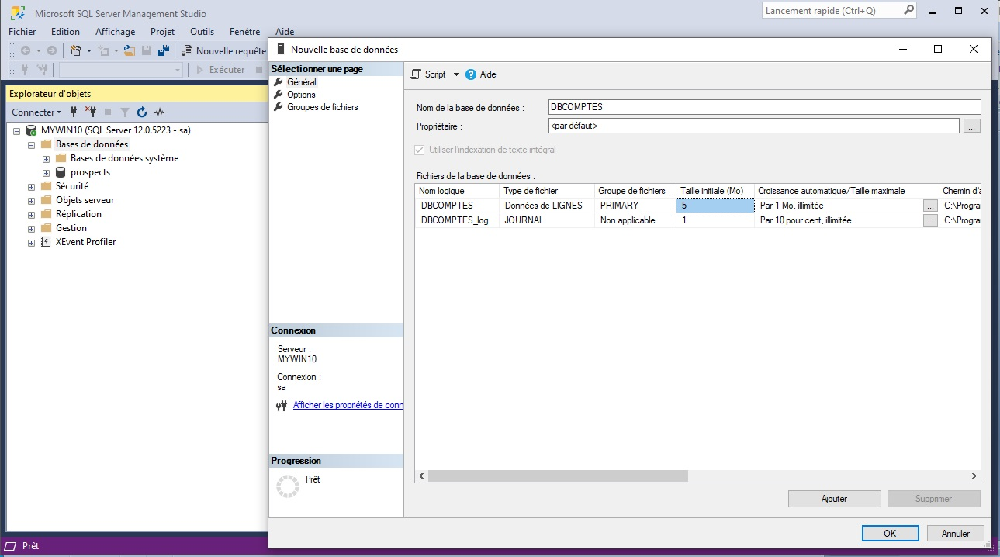 Microsoft SQL Server Management Studio
Lancement rapide (Ctrl+Q)
Fichier Edition Affichage Projet Outils Fenêtre Aide
Nouvelle requête
Exécuter
Explorateur d'objets
Connecter
MYWIN10 (SQL Server 12.0.5223 - sa)
Bases de données
Bases de données système
prospects
Sécurité
Objets serveur
Réplication
Gestion
XEvent Profiler
Prêt
Nouvelle base de données
Sélectionner une page
Général
Options
Groupes de fichiers
Connexion
Serveur :
MYWIN10
Connexion :
sa
Afficher les propriétés de conn
Progression
Prêt
Script Aide
Nom de la base de données : DBCOMPTES
Propriétaire : <par défaut> ...
Utiliser l'indexation de texte intégral
Fichiers de la base de données :
Nom logique Type de fichier Groupe de fichiers Taille initiale (Mo) Croissance automatique/Taille maximale Chemin d'a
DBCOMPTES Données de LIGNES PRIMARY 5 Par 1 Mo, illimitée ... C:\Progra
DBCOMPTES_log JOURNAL Non applicable 1 Par 10 pour cent, illimitée ... C:\Progra
Ajouter Supprimer
OK Annuler